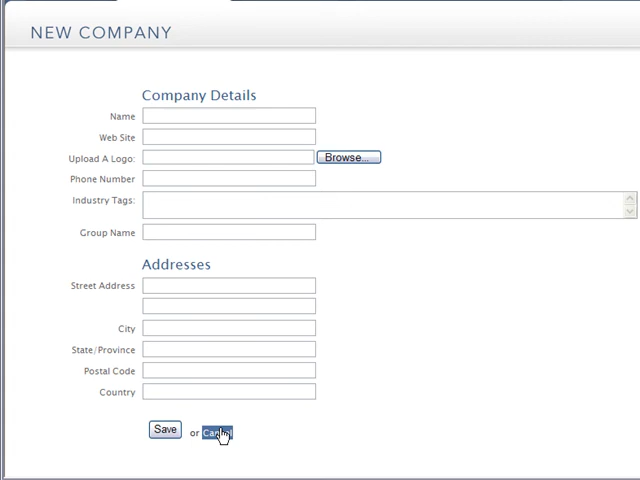 NEW COMPANY
Company Details
Name
Web Site
Upload A Logo:
Browse...
Phone Number
Industry Tags:
Group Name
Addresses
Street Address
City
State/Province
Postal Code
Country
Save or Cancel